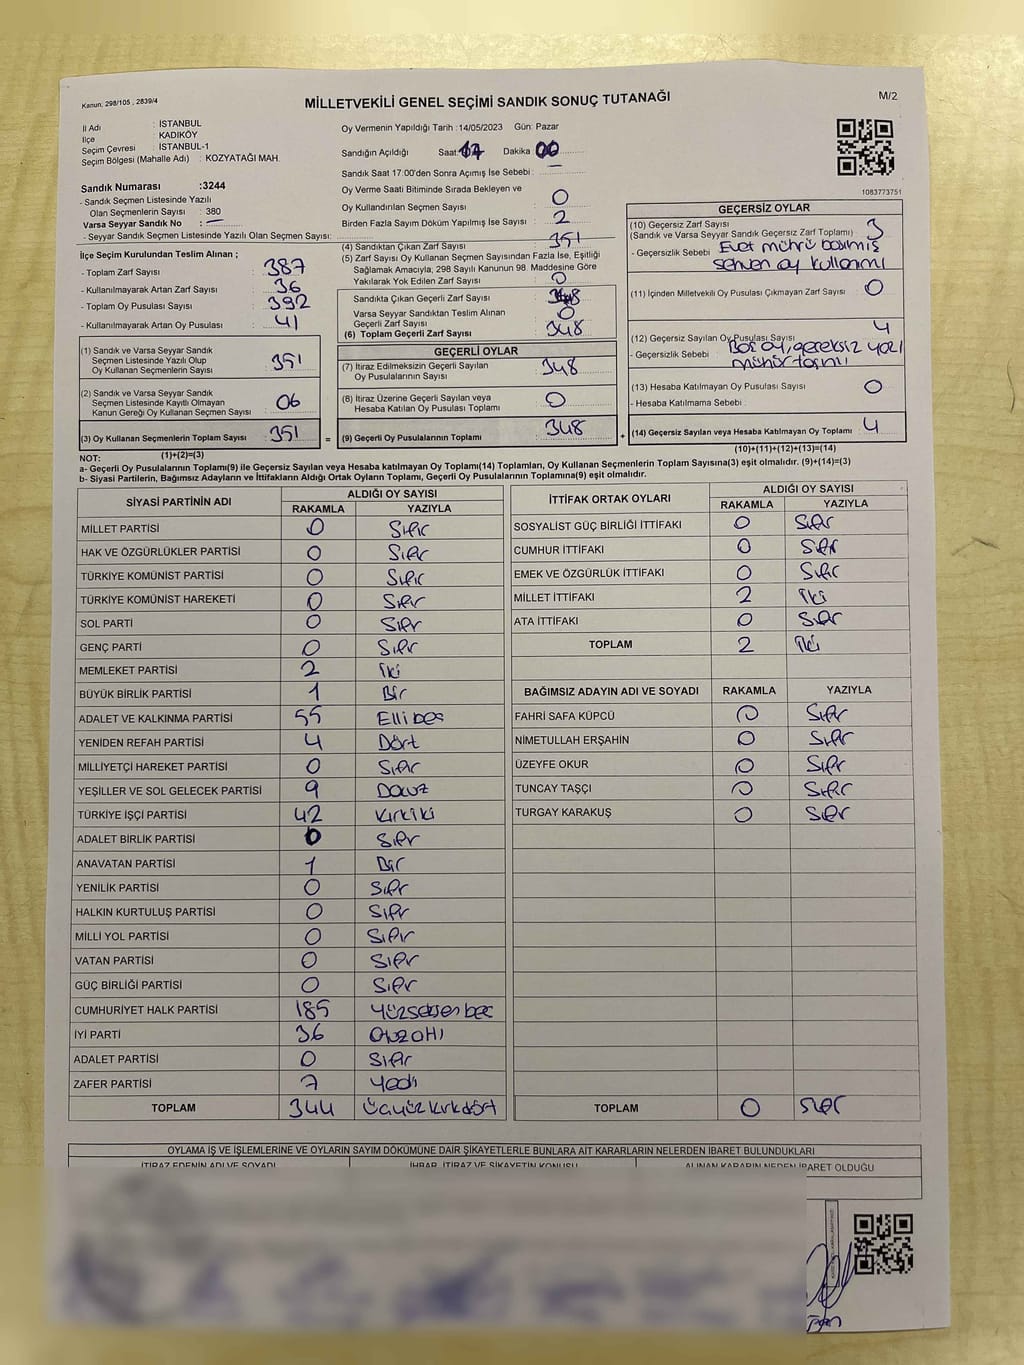 Kanun. 298/105 , 2839/4
MİLLETVEKİLİ GENEL SEÇİMİ SANDIK SONUÇ TUTANAĞI
M/2
İl Adı : İSTANBUL
İlçe : KADIKÖY
Seçim Çevresi : İSTANBUL-1
Seçim Bölgesi (Mahalle Adı) : KOZYATAĞI MAH.
Sandık Numarası :3244
- Sandık Seçmen Listesinde Yazılı
Olan Seçmenlerin Sayısı : 380
Varsa Seyyar Sandık No :
- Seyyar Sandık Seçmen Listesinde Yazılı Olan Seçmen Sayısı:
Oy Vermenin Yapıldığı Tarih :14/05/2023 Gün: Pazar
Sandığın Açıldığı Saat: 17 Dakika 00
Sandık Saat 17:00'den Sonra Açımış İse Sebebi :
Oy Verme Saati Bitiminde Sırada Bekleyen ve
Oy Kullandırılan Seçmen Sayısı : 0
Birden Fazla Sayım Döküm Yapılmış İse Sayısı : 2
1083773751
İlçe Seçim Kurulundan Teslim Alınan ;
- Toplam Zarf Sayısı : 387
- Kullanılmayarak Artan Zarf Sayısı : 36
- Toplam Oy Pusulası Sayısı : 392
- Kullanılmayarak Artan Oy Pusulası : 41
(1) Sandık ve Varsa Seyyar Sandık
Seçmen Listesinde Yazılı Olup
Oy Kullanan Seçmenlerin Sayısı : 351
(2) Sandık ve Varsa Seyyar Sandık
Seçmen Listesinde Kayıtlı Olmayan
Kanun Gereği Oy Kullanan Seçmen Sayısı : 06
(3) Oy Kullanan Seçmenlerin Toplam Sayısı : 351
(1)+(2)=(3)
(4) Sandıktan Çıkan Zarf Sayısı : 351
(5) Zarf Sayısı Oy Kullanan Seçmen Sayısından Fazla İse, Eşitliği
Sağlamak Amacıyla, 298 Sayılı Kanunun 98. Maddesine Göre
Yakılarak Yok Edilen Zarf Sayısı : 0
Sandıkta Çıkan Geçerli Zarf Sayısı : 348
Varsa Seyyar Sandıktan Teslim Alınan
Geçerli Zarf Sayısı : 0
(6) Toplam Geçerli Zarf Sayısı : 348
GEÇERLİ OYLAR
(7) İtiraz Edilmeksizin Geçerli Sayılan
Oy Pusulalarının Sayısı : 348
(8) İtiraz Üzerine Geçerli Sayılan veya
Hesaba Katılan Oy Pusulası Toplamı : 0
= (9) Geçerli Oy Pusulalarının Toplamı : 348 +
GEÇERSİZ OYLAR
(10) Geçersiz Zarf Sayısı : 3
(Sandık ve Varsa Seyyar Sandık Geçersiz Zarf Toplamı)
- Geçersizlik Sebebi : Evet mührü basılmış
oy kullanımı
(11) İçinden Milletvekili Oy Pusulası Çıkmayan Zarf Sayısı : 0
(12) Geçersiz Sayılan Oy Pusulası Sayısı : 4
- Geçersizlik Sebebi : Boş oy, gereksiz yazı
mühür taşmı
(13) Hesaba Katılmayan Oy Pusulası Sayısı : 0
- Hesaba Katılmama Sebebi :
(14) Geçersiz Sayılan veya Hesaba Katılmayan Oy Toplamı : 4
(10)+(11)+(12)+(13)=(14)
NOT:
a- Geçerli Oy Pusulalarının Toplamı(9) ile Geçersiz Sayılan veya Hesaba katılmayan Oy Toplamı(14) Toplamları, Oy Kullanan Seçmenlerin Toplam Sayısına(3) eşit olmalıdır. (9)+(14)=(3)
b- Siyasi Partilerin, Bağımsız Adayların ve İttifakların Aldığı Ortak Oyların Toplamı, Geçerli Oy Pusulalarının Toplamına(9) eşit olmalıdır.
SİYASİ PARTİNİN ADI ALDIĞI OY SAYISI
RAKAMLA YAZIYLA
MİLLET PARTİSİ 0 Sıfır
HAK VE ÖZGÜRLÜKLER PARTİSİ 0 Sıfır
TÜRKİYE KOMÜNİST PARTİSİ 0 Sıfır
TÜRKİYE KOMÜNİST HAREKETİ 0 Sıfır
SOL PARTİ 0 Sıfır
GENÇ PARTİ 0 Sıfır
MEMLEKET PARTİSİ 2 İki
BÜYÜK BİRLİK PARTİSİ 1 Bir
ADALET VE KALKINMA PARTİSİ 55 Ellibeş
YENİDEN REFAH PARTİSİ 4 Dört
MİLLİYETÇİ HAREKET PARTİSİ 0 Sıfır
YEŞİLLER VE SOL GELECEK PARTİSİ 9 Dokuz
TÜRKİYE İŞÇİ PARTİSİ 42 Kırkiki
ADALET BİRLİK PARTİSİ 0 Sıfır
ANAVATAN PARTİSİ 1 Bir
YENİLİK PARTİSİ 0 Sıfır
HALKIN KURTULUŞ PARTİSİ 0 Sıfır
MİLLİ YOL PARTİSİ 0 Sıfır
VATAN PARTİSİ 0 Sıfır
GÜÇ BİRLİĞİ PARTİSİ 0 Sıfır
CUMHURİYET HALK PARTİSİ 185 Yüzseksenbeş
İYİ PARTİ 36 Otuzaltı
ADALET PARTİSİ 0 Sıfır
ZAFER PARTİSİ 7 Yedi
TOPLAM 344 Üçyüzkırkdört
İTTİFAK ORTAK OYLARI ALDIĞI OY SAYISI
RAKAMLA YAZIYLA
SOSYALİST GÜÇ BİRLİĞİ İTTİFAKI 0 Sıfır
CUMHUR İTTİFAKI 0 Sıfır
EMEK VE ÖZGÜRLÜK İTTİFAKI 0 Sıfır
MİLLET İTTİFAKI 2 İki
ATA İTTİFAKI 0 Sıfır
TOPLAM 2 İki
BAĞIMSIZ ADAYIN ADI VE SOYADI RAKAMLA YAZIYLA
FAHRİ SAFA KÜPCÜ 0 Sıfır
NİMETULLAH ERŞAHİN 0 Sıfır
ÜZEYFE OKUR 0 Sıfır
TUNCAY TAŞÇI 0 Sıfır
TURGAY KARAKUŞ 0 Sıfır
TOPLAM 0 Sıfır
OYLAMA İŞ VE İŞLEMLERİNE VE OYLARIN SAYIM DÖKÜMÜNE DAİR ŞİKAYETLERLE BUNLARA AİT KARARLARIN NELERDEN İBARET BULUNDUKLARI
İTİRAZ EDENİN ADI VE SOYADI İHBAR, İTİRAZ VE ŞİKAYETİN KONUSU ALINAN KARARIN NEDEN İBARET OLDUĞU